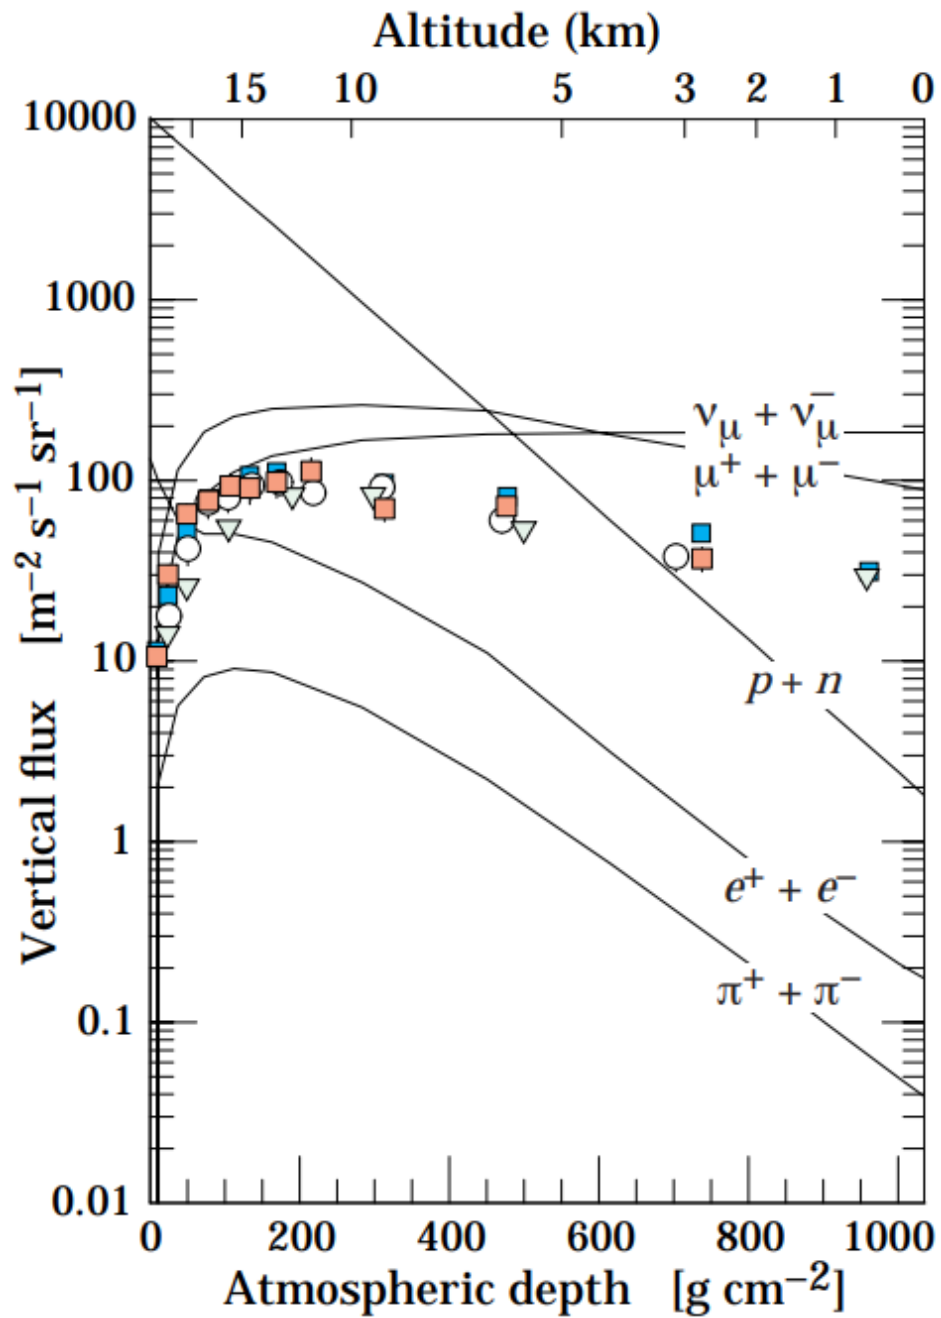 Altitude (km)
15 10 5 3 2 1 0
10000
1000
100
10
1
0.1
0.01
Vertical flux [m⁻² s⁻¹ sr⁻¹]
νμ + ν̅μ
μ⁺ + μ⁻
p + n
e⁺ + e⁻
π⁺ + π⁻
0 200 400 600 800 1000
Atmospheric depth [g cm⁻²]